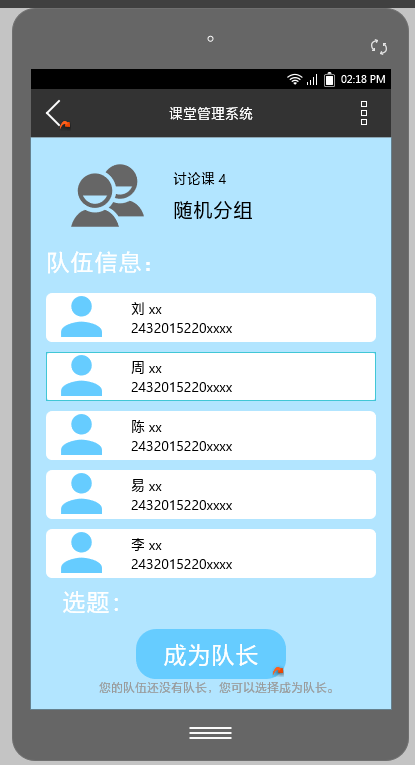 02:18 PM
课堂管理系统
讨论课 4
随机分组
队伍信息：
刘 xx
2432015220xxxx
周 xx
2432015220xxxx
陈 xx
2432015220xxxx
易 xx
2432015220xxxx
李 xx
2432015220xxxx
选题：
成为队长
您的队伍还没有队长，您可以选择成为队长。